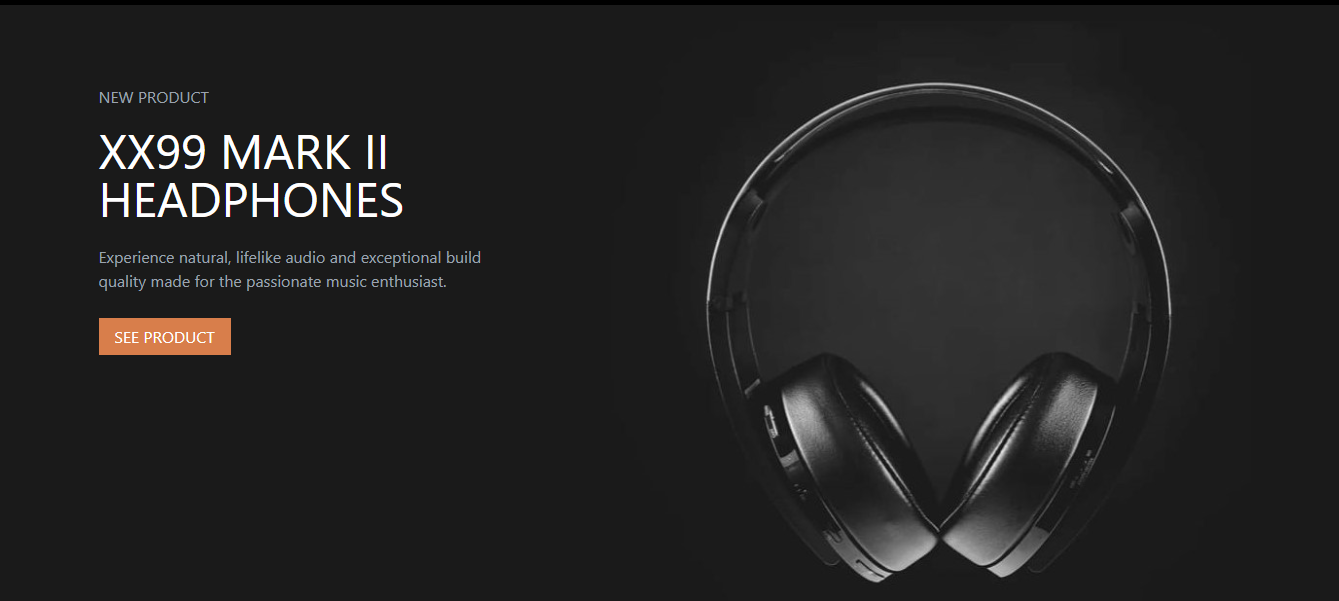 NEW PRODUCT
XX99 MARK II
HEADPHONES
Experience natural, lifelike audio and exceptional build
quality made for the passionate music enthusiast.
SEE PRODUCT